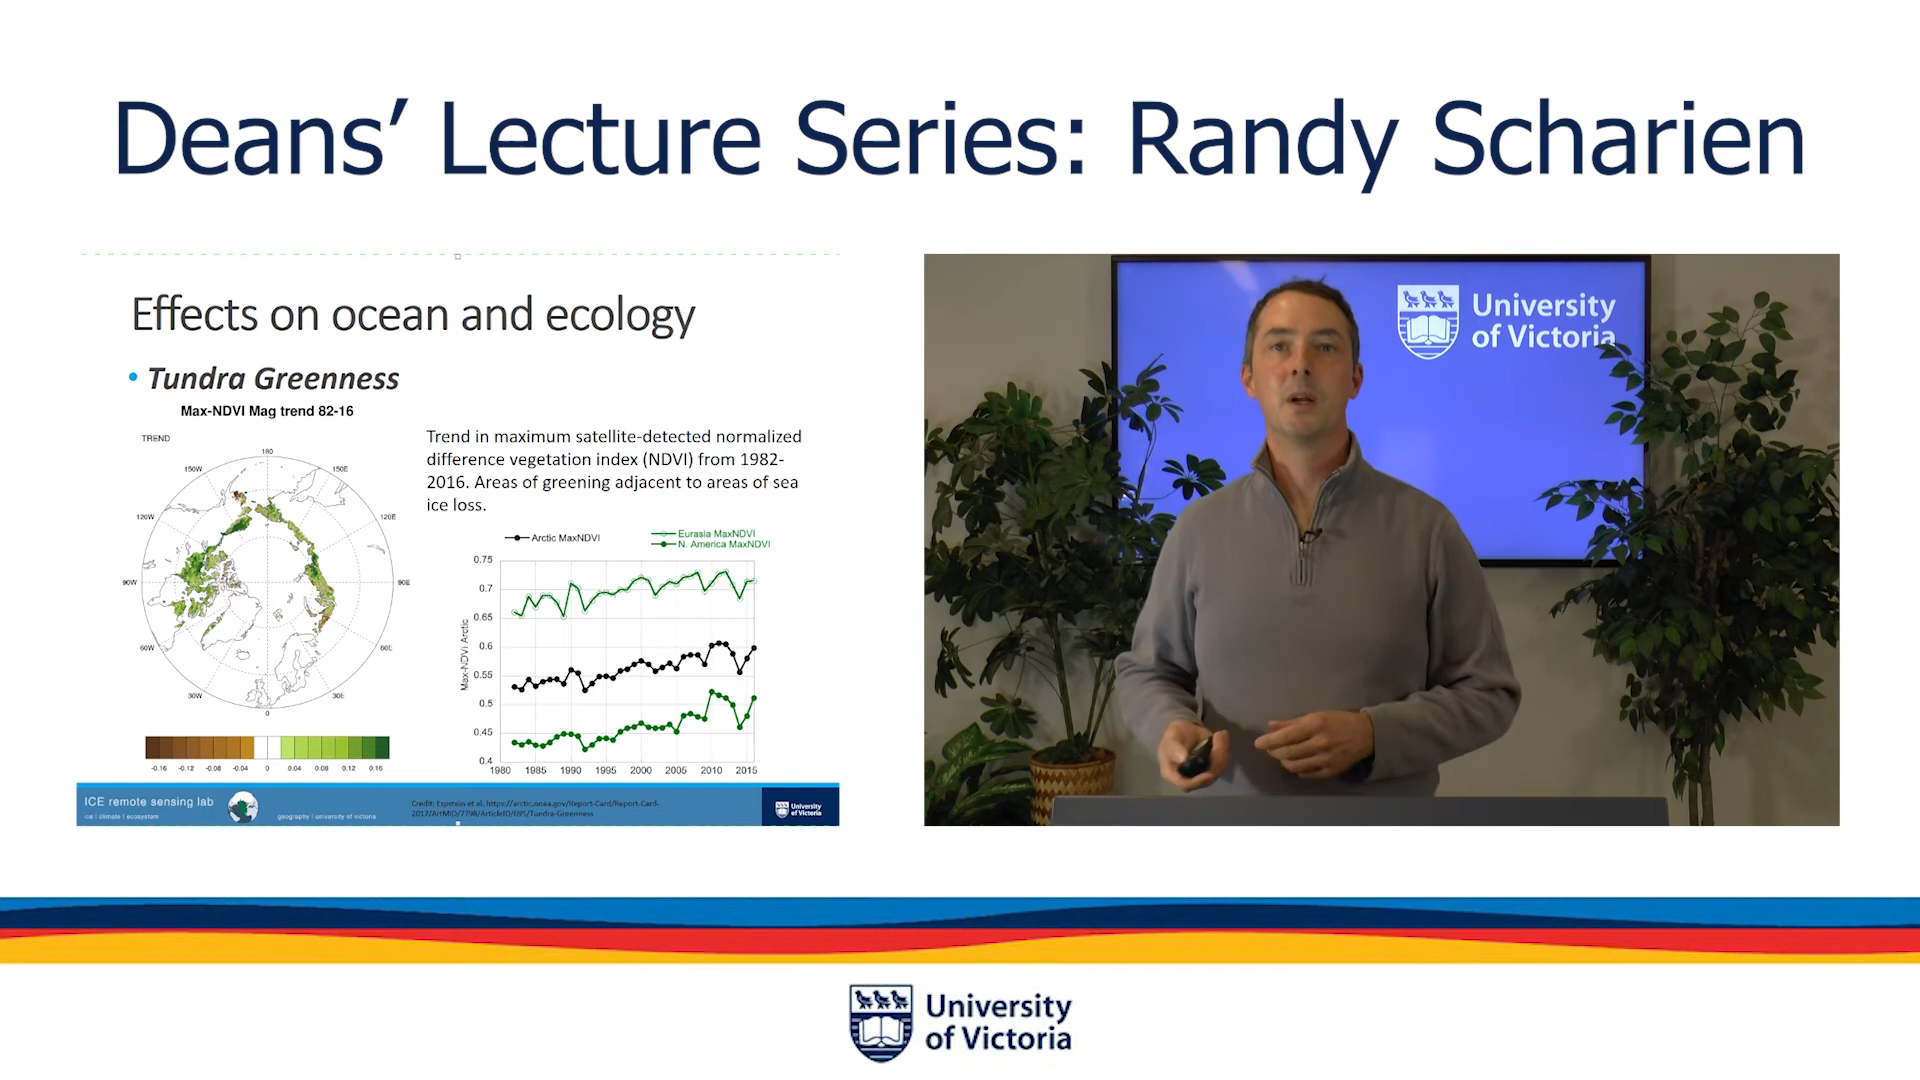 Deans’ Lecture Series: Randy Scharien
Effects on ocean and ecology
• Tundra Greenness
Max-NDVI Mag trend 82-16
TREND
180
150W
150E
120W
120E
90W
90E
60W
60E
30W
30E
0
-0.16 -0.12 -0.08 -0.04 0 0.04 0.08 0.12 0.16
Trend in maximum satellite-detected normalized
difference vegetation index (NDVI) from 1982-
2016. Areas of greening adjacent to areas of sea
ice loss.
Arctic MaxNDVI
Eurasia MaxNDVI
N. America MaxNDVI
Max-NDVI Arctic
0.75
0.7
0.65
0.6
0.55
0.5
0.45
0.4
1980 1985 1990 1995 2000 2005 2010 2015
ICE remote sensing lab
ice | climate | ecosystem
geography | university of victoria
Credit: Espstein et al. https://arctic.noaa.gov/Report-Card/Report-Card-
2017/ArtMID/7798/ArticleID/695/Tundra-Greenness
University
of Victoria
University
of Victoria
University
of Victoria